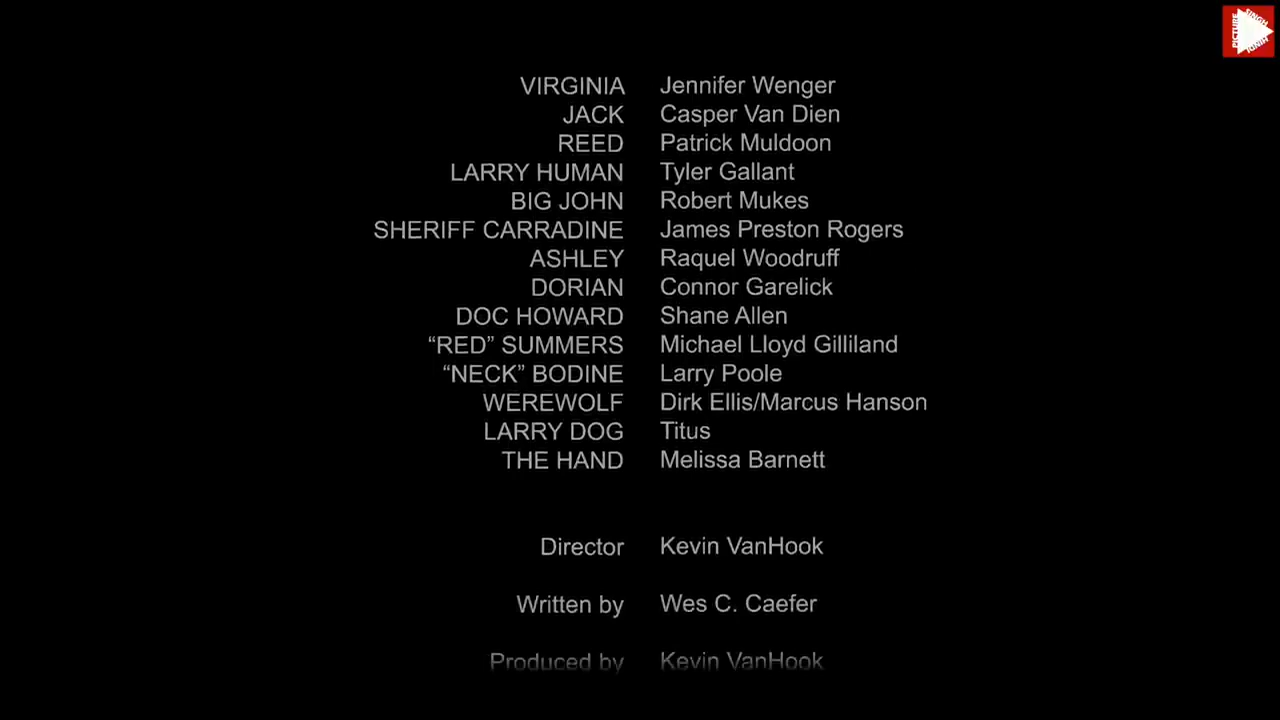 VIRGINIA Jennifer Wenger
JACK Casper Van Dien
REED Patrick Muldoon
LARRY HUMAN Tyler Gallant
BIG JOHN Robert Mukes
SHERIFF CARRADINE James Preston Rogers
ASHLEY Raquel Woodruff
DORIAN Connor Garelick
DOC HOWARD Shane Allen
“RED” SUMMERS Michael Lloyd Gilliland
“NECK” BODINE Larry Poole
WEREWOLF Dirk Ellis/Marcus Hanson
LARRY DOG Titus
THE HAND Melissa Barnett
Director Kevin VanHook
Written by Wes C. Caefer
Produced by Kevin VanHook
PICTURE
SINGH
HINDI